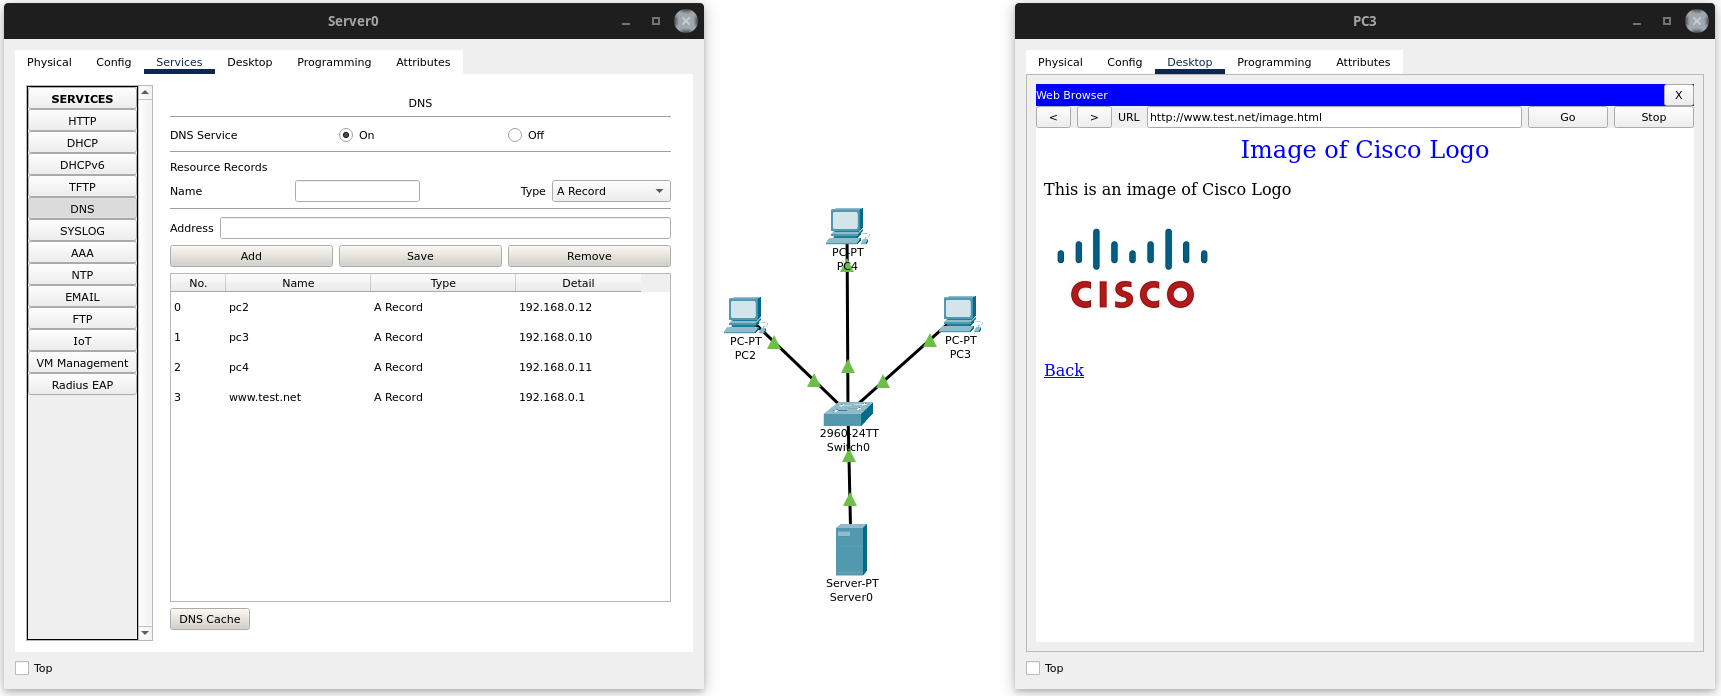 Server0
Physical Config Services Desktop Programming Attributes
SERVICES
HTTP
DHCP
DHCPv6
TFTP
DNS
SYSLOG
AAA
NTP
EMAIL
FTP
IoT
VM Management
Radius EAP
DNS
DNS Service On Off
Resource Records
Name Type A Record
Address
Add Save Remove
No. Name Type Detail
0 pc2 A Record 192.168.0.12
1 pc3 A Record 192.168.0.10
2 pc4 A Record 192.168.0.11
3 www.test.net A Record 192.168.0.1
DNS Cache
Top
PC-PT
PC4
PC-PT
PC2
PC-PT
PC3
2960-24TT
Switch0
Server-PT
Server0
PC3
Physical Config Desktop Programming Attributes
Web Browser X
< > URL http://www.test.net/image.html Go Stop
Image of Cisco Logo
This is an image of Cisco Logo
CISCO
Back
Top